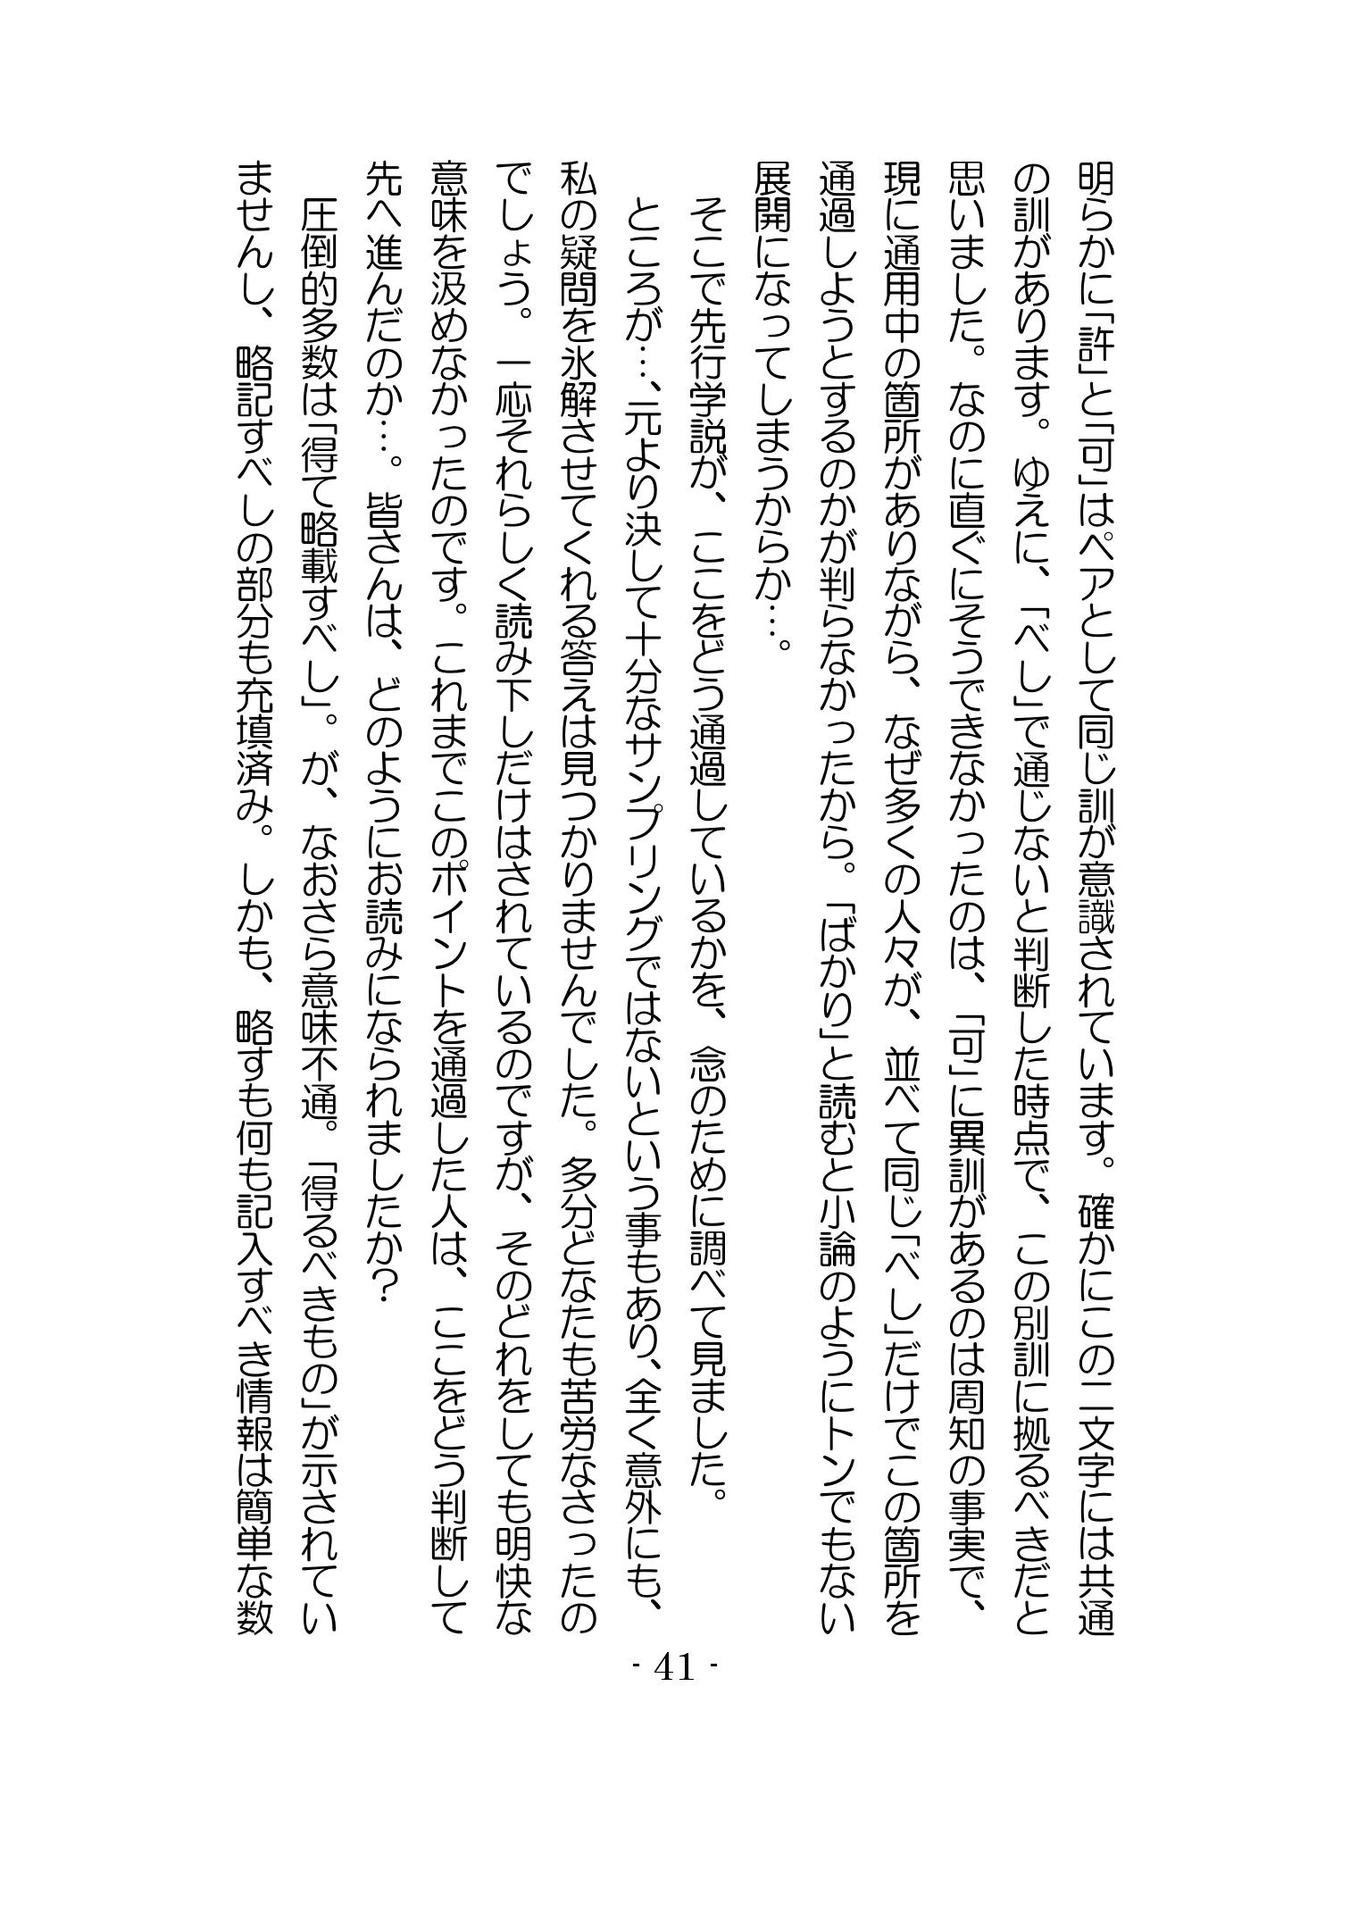 明らかに「許」と「可」はペアとして同じ訓が意識されています。確かにこの二文字には共通
の訓があります。ゆえに、「べし」で通じないと判断した時点で、この別訓に拠るべきだと
思いました。なのに直ぐにそうできなかったのは、「可」に異訓があるのは周知の事実で、
現に通用中の箇所がありながら、なぜ多くの人々が、並べて同じ「べし」だけでこの箇所を
通過しようとするのかが判らなかったから。「ばかり」と読むと小論のようにトンでもない
展開になってしまうからか…。
そこで先行学説が、ここをどう通過しているかを、念のために調べて見ました。
ところが…、元より決して十分なサンプリングではないという事もあり、全く意外にも、
私の疑問を氷解させてくれる答えは見つかりませんでした。多分どなたも苦労なさったの
でしょう。一応それらしく読み下しだけはされているのですが、そのどれをしても明快な
意味を汲めなかったのです。これまでこのポイントを通過した人は、ここをどう判断して
先へ進んだのか…。皆さんは、どのようにお読みになられましたか？
圧倒的多数は「得て略載すべし」。が、なおさら意味不通。「得るべきもの」が示されてい
ませんし、略記すべしの部分も充填済み。しかも、略すも何も記入すべき情報は簡単な数
- 41 -